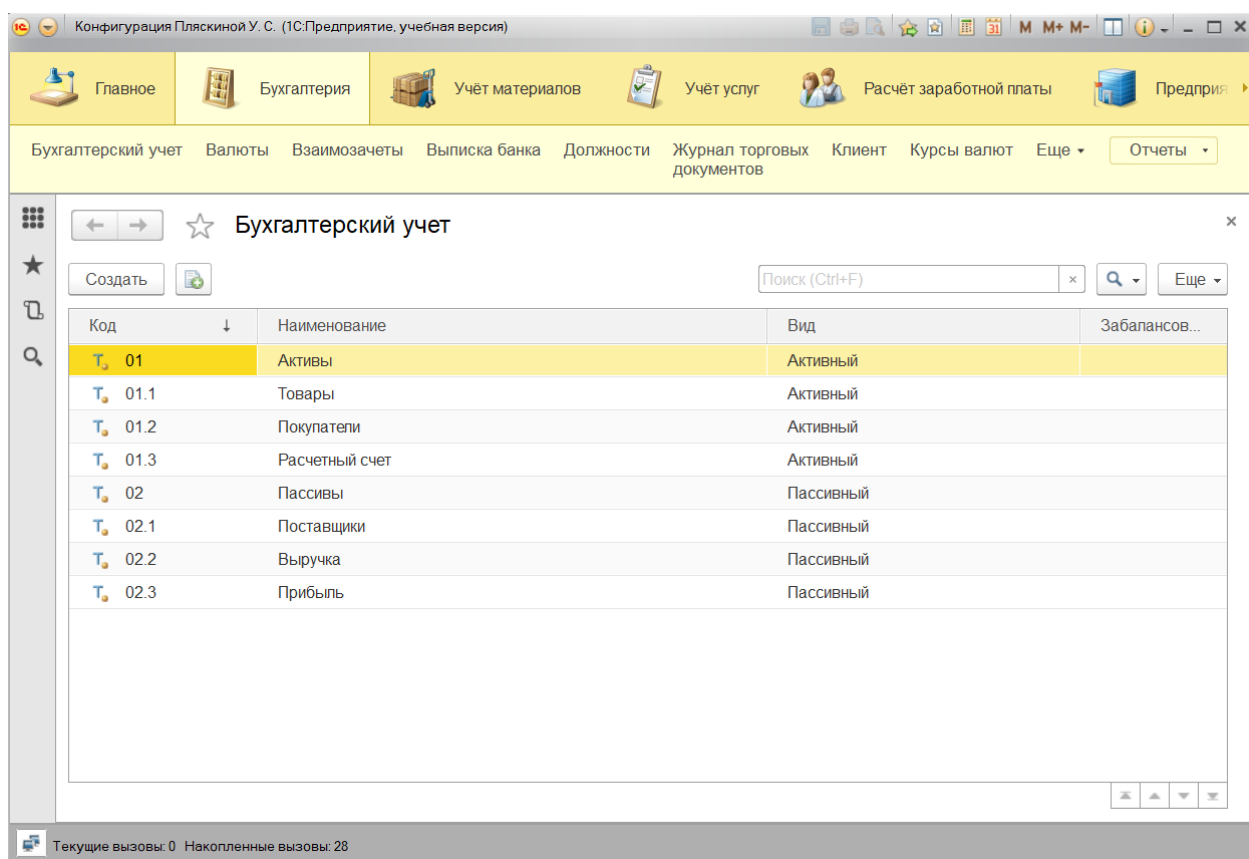 Конфигурация Пляскиной У. С. (1С:Предприятие, учебная версия)
M M+ M-
Главное Бухгалтерия Учёт материалов Учёт услуг Расчёт заработной платы Предприя
Бухгалтерский учет Валюты Взаимозачеты Выписка банка Должности Журнал торговых документов Клиент Курсы валют Еще Отчеты
Бухгалтерский учет
Создать Поиск (Ctrl+F) Еще
Код Наименование Вид Забалансов...
01 Активы Активный
01.1 Товары Активный
01.2 Покупатели Активный
01.3 Расчетный счет Активный
02 Пассивы Пассивный
02.1 Поставщики Пассивный
02.2 Выручка Пассивный
02.3 Прибыль Пассивный
Текущие вызовы: 0 Накопленные вызовы: 28